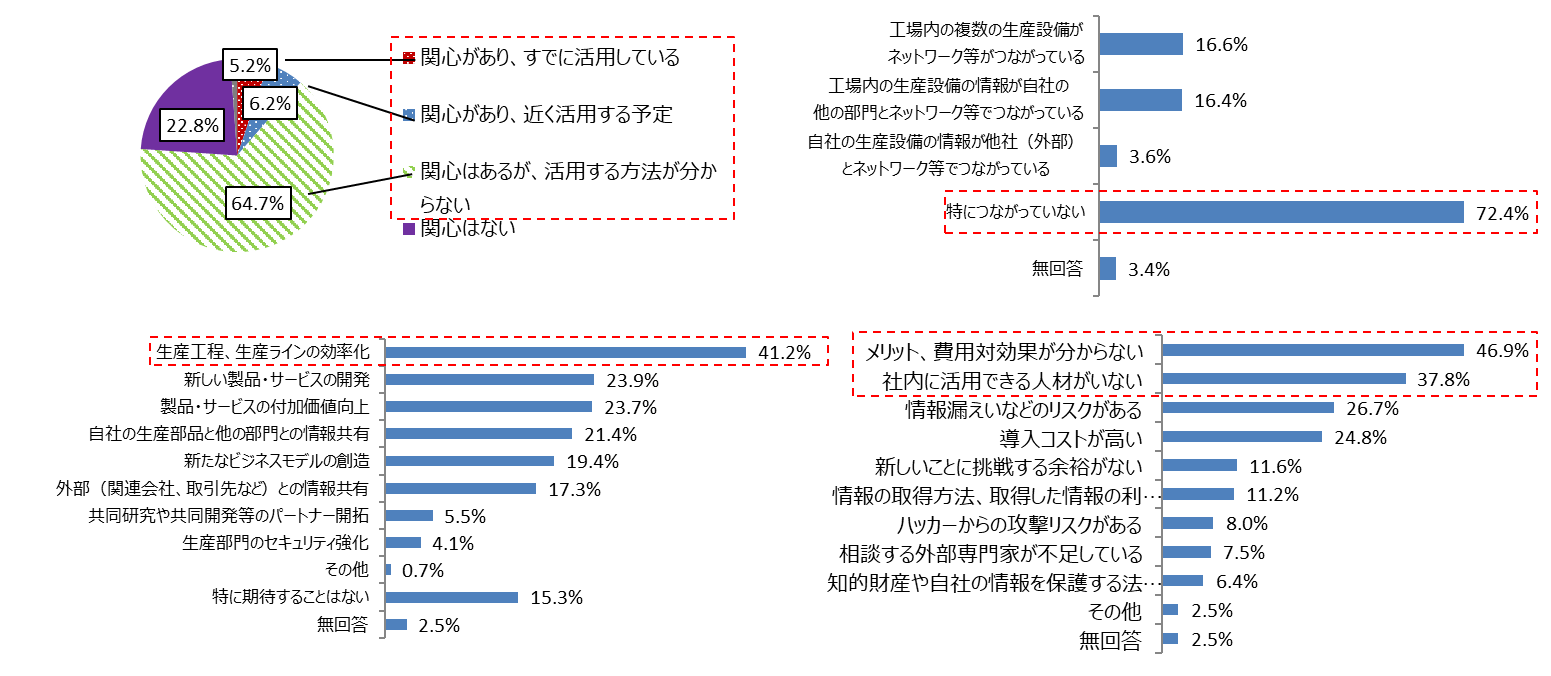 5.2%
6.2%
22.8%
64.7%
関心があり、すでに活用している
関心があり、近く活用する予定
関心はあるが、活用する方法が分か
らない
関心はない
工場内の複数の生産設備が
ネットワーク等がつながっている
16.6%
工場内の生産設備の情報が自社の
他の部門とネットワーク等でつながっている
16.4%
自社の生産設備の情報が他社（外部）
とネットワーク等でつながっている
3.6%
特につながっていない
72.4%
無回答
3.4%
生産工程、生産ラインの効率化 41.2%
新しい製品・サービスの開発 23.9%
製品・サービスの付加価値向上 23.7%
自社の生産部品と他の部門との情報共有 21.4%
新たなビジネスモデルの創造 19.4%
外部（関連会社、取引先など）との情報共有 17.3%
共同研究や共同開発等のパートナー開拓 5.5%
生産部門のセキュリティ強化 4.1%
その他 0.7%
特に期待することはない 15.3%
無回答 2.5%
メリット、費用対効果が分からない 46.9%
社内に活用できる人材がいない 37.8%
情報漏えいなどのリスクがある 26.7%
導入コストが高い 24.8%
新しいことに挑戦する余裕がない 11.6%
情報の取得方法、取得した情報の利… 11.2%
ハッカーからの攻撃リスクがある 8.0%
相談する外部専門家が不足している 7.5%
知的財産や自社の情報を保護する法… 6.4%
その他 2.5%
無回答 2.5%